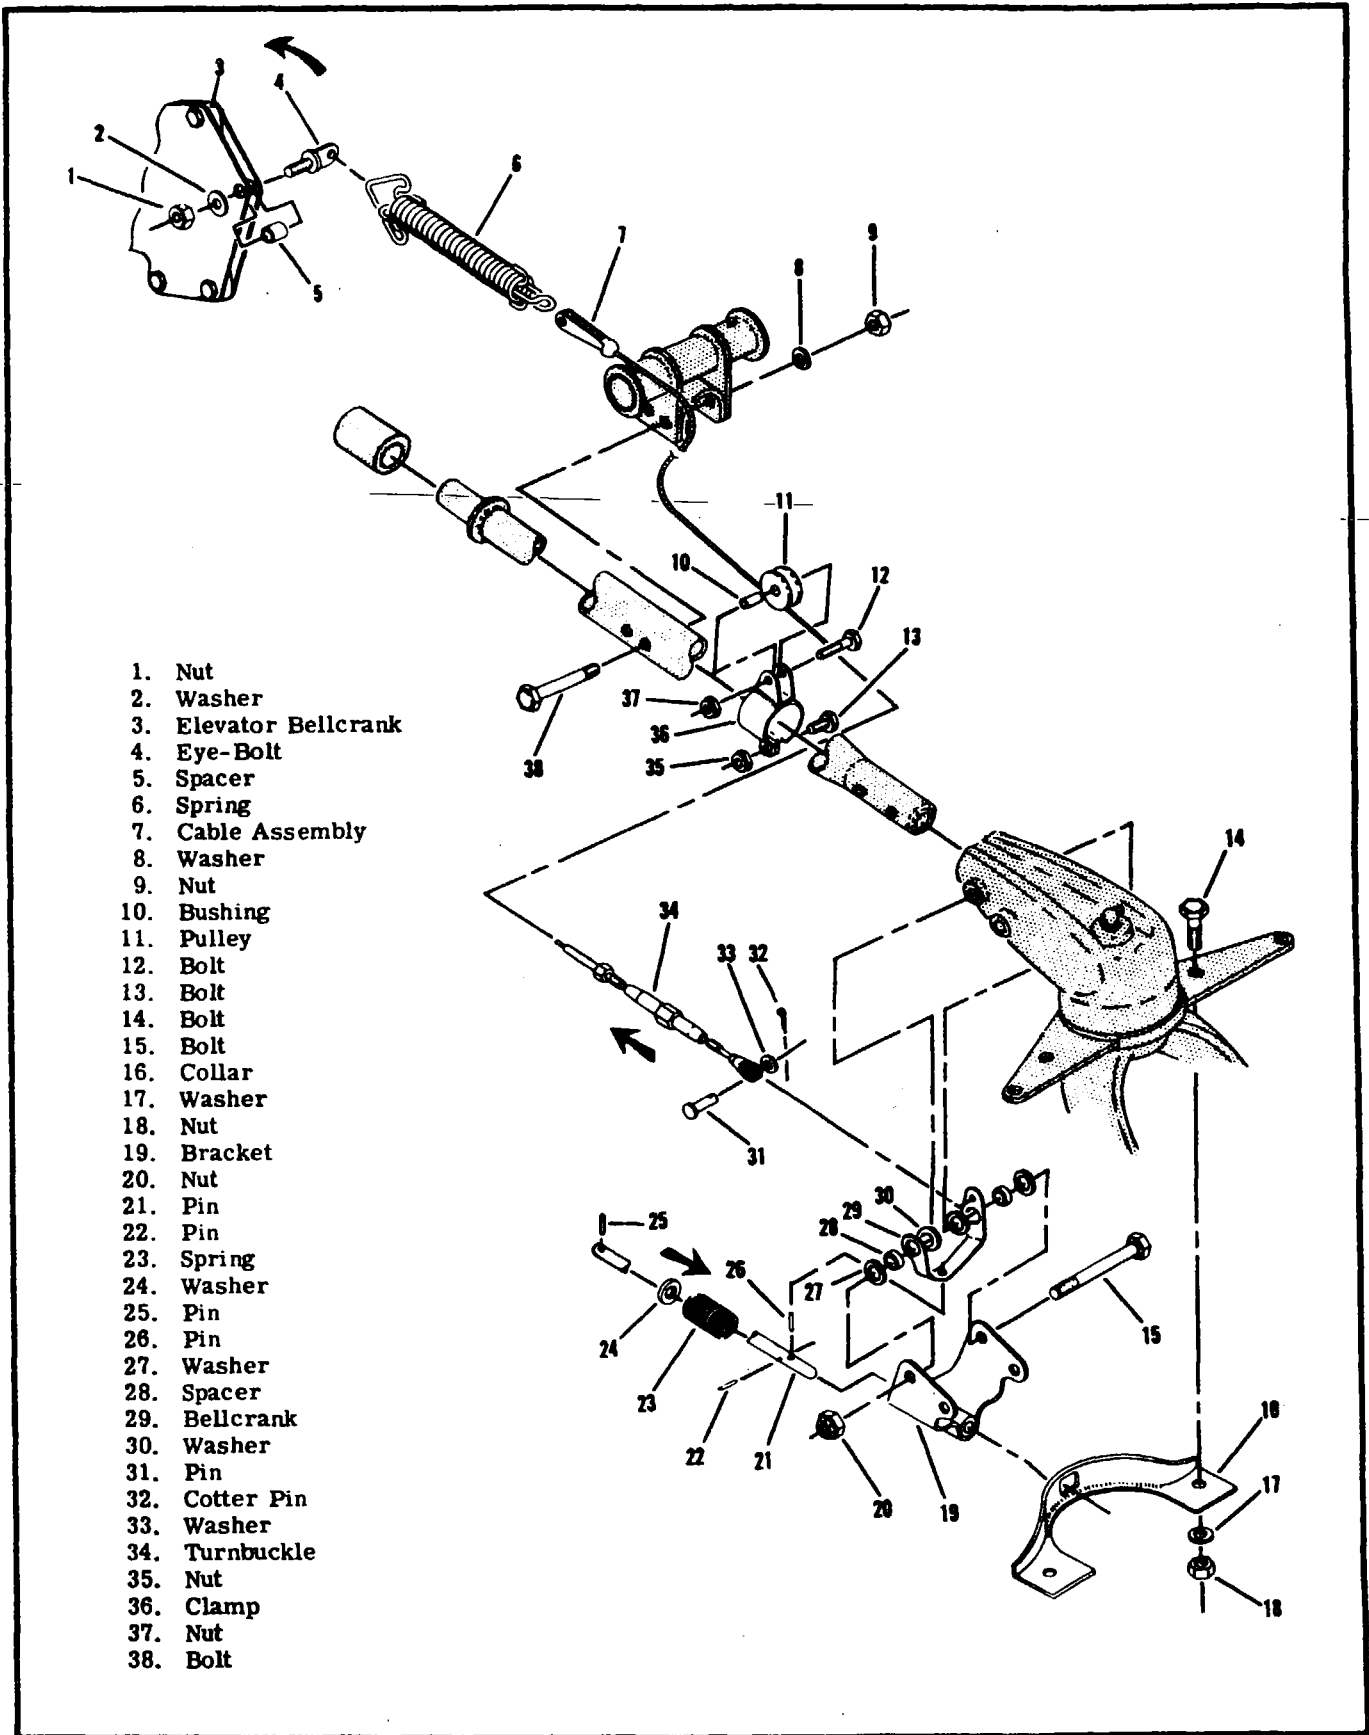 3
4
2
1
6
5
7
9
8
11
10
12
13
37
36
35
38
14
34
33
32
31
30
29
28
27
25
26
24
23
22
21
20
19
15
16
17
18
1. Nut
2. Washer
3. Elevator Bellcrank
4. Eye-Bolt
5. Spacer
6. Spring
7. Cable Assembly
8. Washer
9. Nut
10. Bushing
11. Pulley
12. Bolt
13. Bolt
14. Bolt
15. Bolt
16. Collar
17. Washer
18. Nut
19. Bracket
20. Nut
21. Pin
22. Pin
23. Spring
24. Washer
25. Pin
26. Pin
27. Washer
28. Spacer
29. Bellcrank
30. Washer
31. Pin
32. Cotter Pin
33. Washer
34. Turnbuckle
35. Nut
36. Clamp
37. Nut
38. Bolt